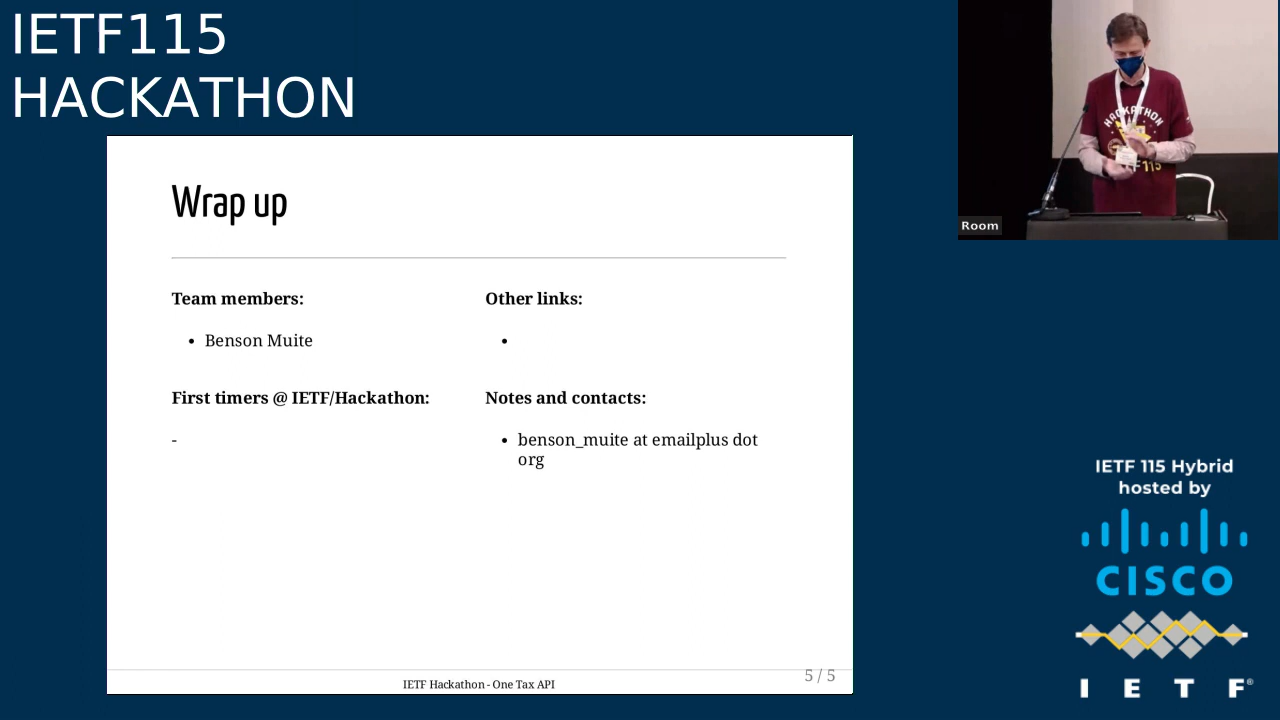 IETF115
HACKATHON
Room
Wrap up
Team members:
• Benson Muite
First timers @ IETF/Hackathon:
-
Other links:
•
Notes and contacts:
• benson_muite at emailplus dot
org
IETF Hackathon - One Tax API
5 / 5
HACKATHON
IETF 115 Hybrid
hosted by
CISCO
I E T F®